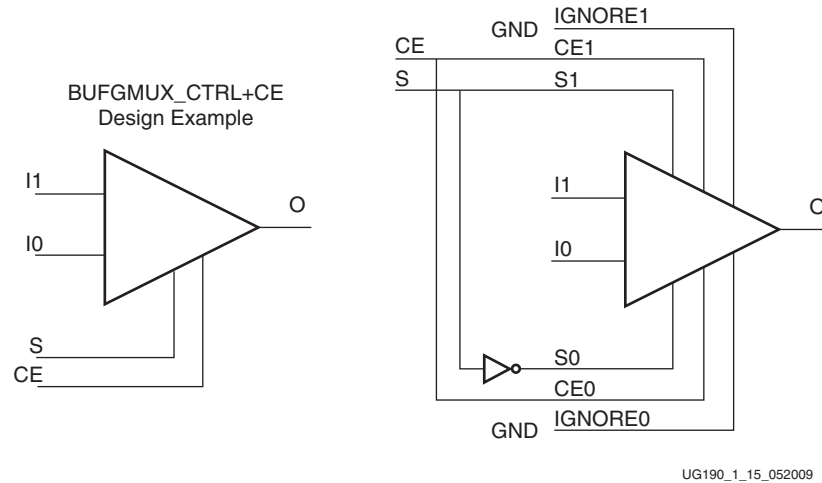 BUFGMUX_CTRL+CE
Design Example
I1
I0
O
S
CE
GND
IGNORE1
CE
CE1
S
S1
I1
I0
O
S0
CE0
GND
IGNORE0
UG190_1_15_052009